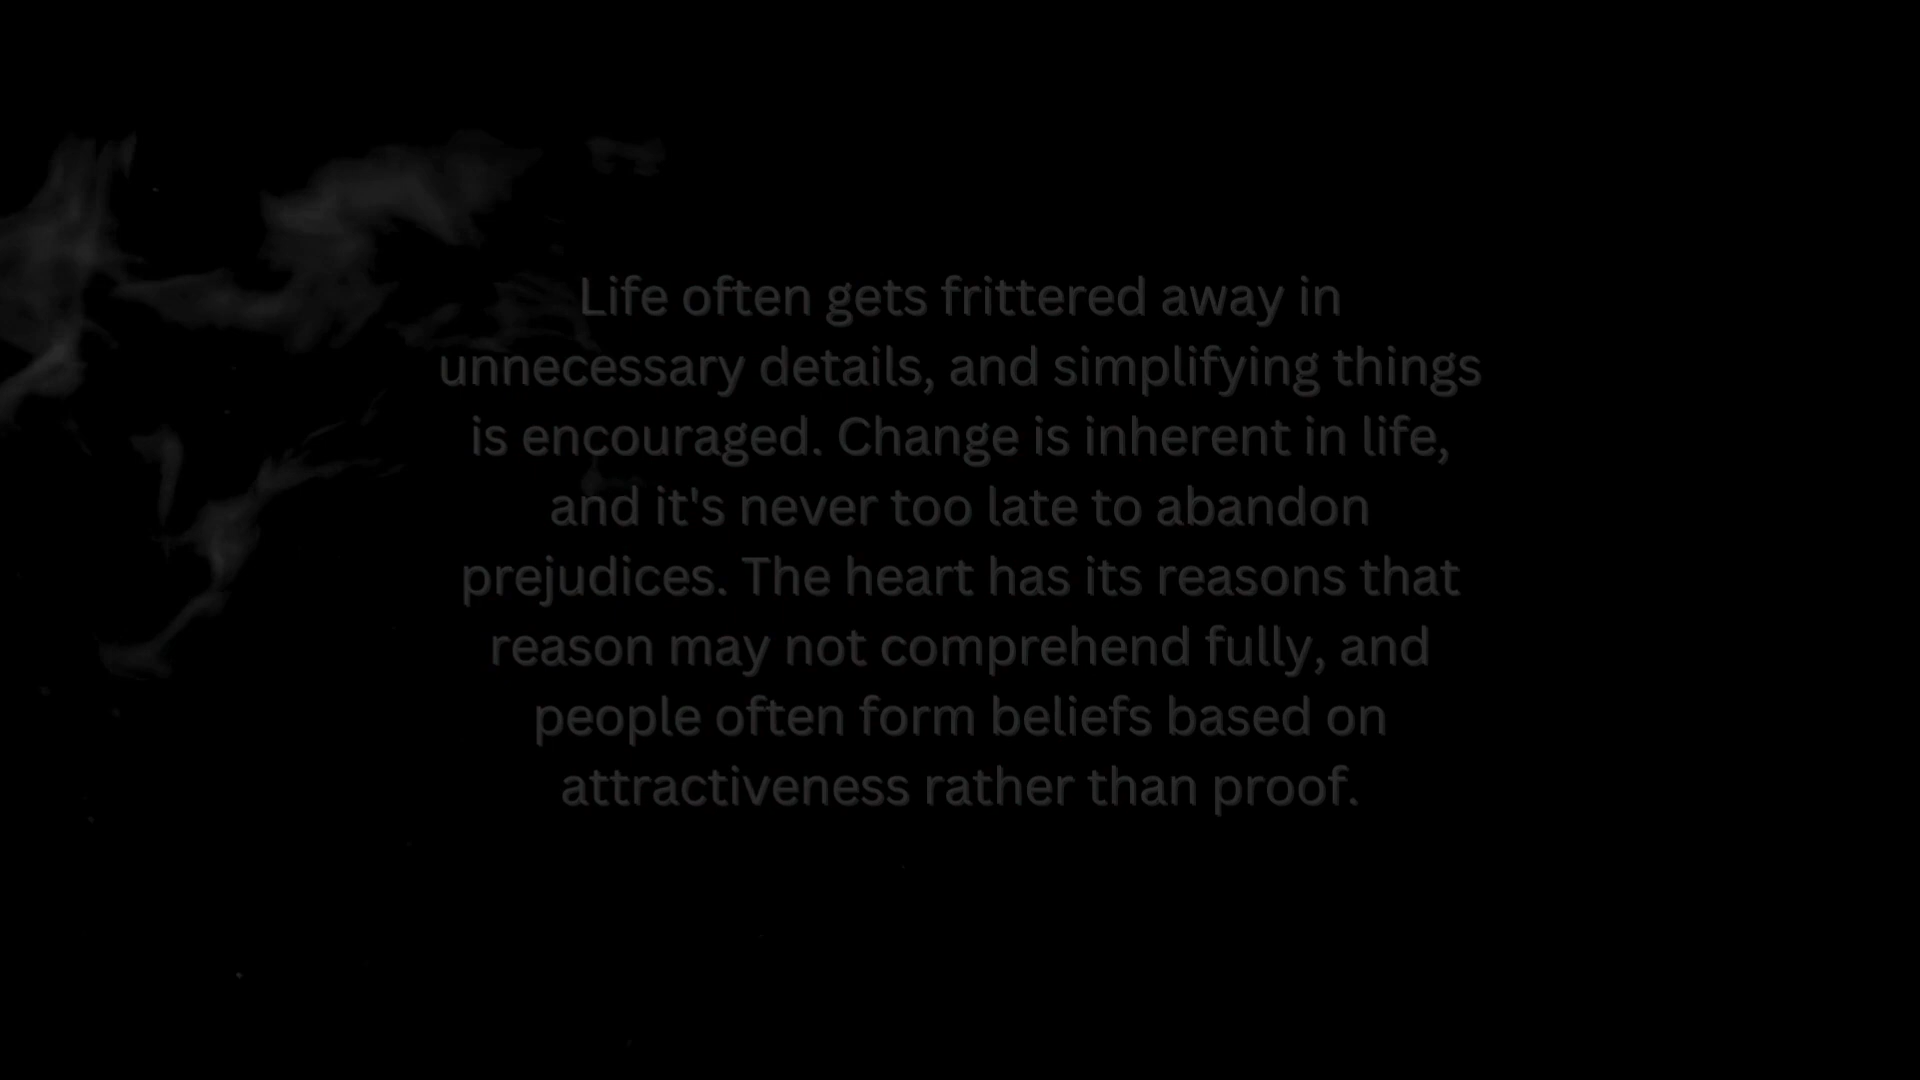 Life often gets frittered away in
unnecessary details, and simplifying things
is encouraged. Change is inherent in life,
and it's never too late to abandon
prejudices. The heart has its reasons that
reason may not comprehend fully, and
people often form beliefs based on
attractiveness rather than proof.